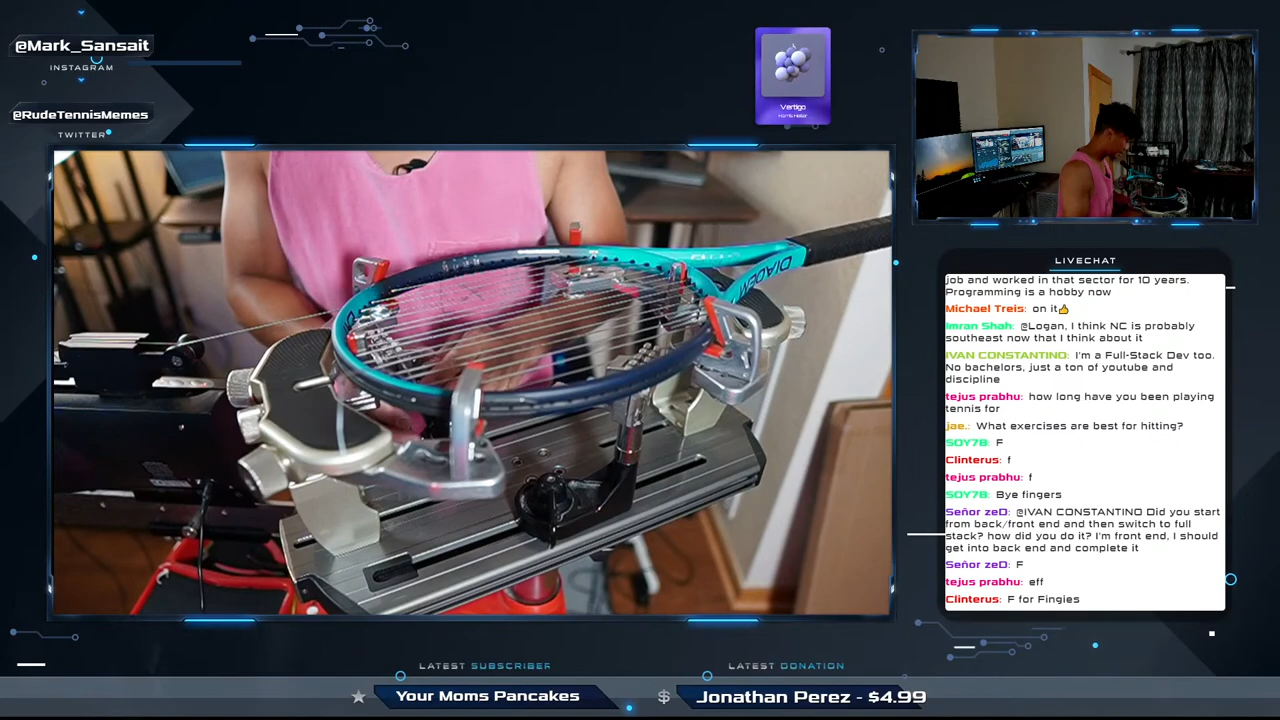 @Mark_Sansait
INSTAGRAM
@RudeTennisMemes
TWITTER
Vertigo
Harris Heller
DIADEM
LIVECHAT
job and worked in that sector for 10 years.
Programming is a hobby now
Michael Treis: on it👍
Imran Shah: @Logan, I think NC is probably
southeast now that I think about it
iVAN CONSTANTINO: I'm a Full-Stack Dev too.
No bachelors, just a ton of youtube and
discipline
tejus prabhu: how long have you been playing
tennis for
jae.: What exercises are best for hitting?
SOY78: F
Clinterus: f
tejus prabhu: f
SOY78: Bye fingers
Señor zeD: @IVAN CONSTANTINO Did you start
from back/front end and then switch to full
stack? how did you do it? I'm front end, I should
get into back end and complete it
Señor zeD: F
tejus prabhu: eff
Clinterus: F for Fingies
LATEST SUBSCRIBER
LATEST DONATION
Your Moms Pancakes
$ Jonathan Perez - $4.99